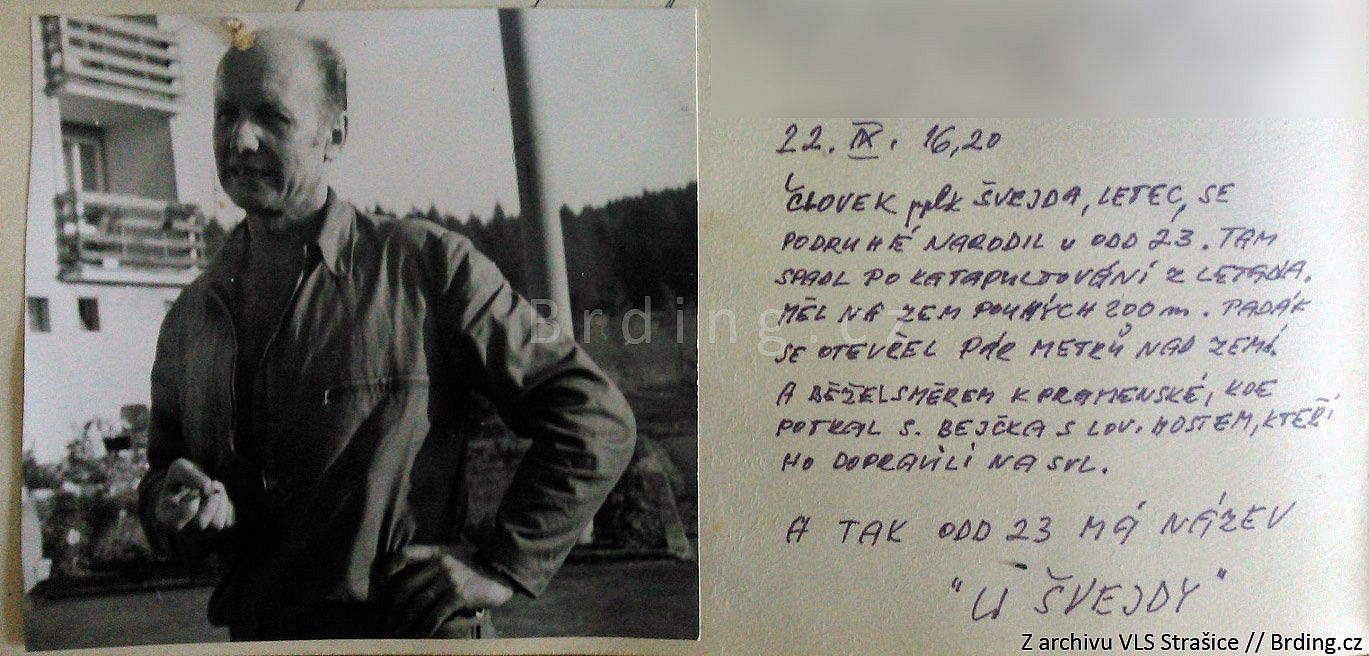 22. IX. 16,20
ČLOVEK pplk ŠVEJDA, LETEC, SE
PODRUHÉ NARODIL v ODD 23. TAM
SPADL PO KATAPULTOVÁNÍ Z LETADLA.
MĚL NA ZEM POUHÝCH 200 m. PADÁK
SE OTEVŘEL PÁR METRŮ NAD ZEMÍ.
A BĚŽEL SMĚREM K PRAMENSKÉ, KDE
POTKAL S. BEJČKA S LOV. HOSTEM, KTEŘÍ
HO DOPRAVILI NA SVL.
A TAK ODD 23 MÁ NÁZEV
"U ŠVEJDY"
Brding.cz
Z archivu VLS Strašice // Brding.cz